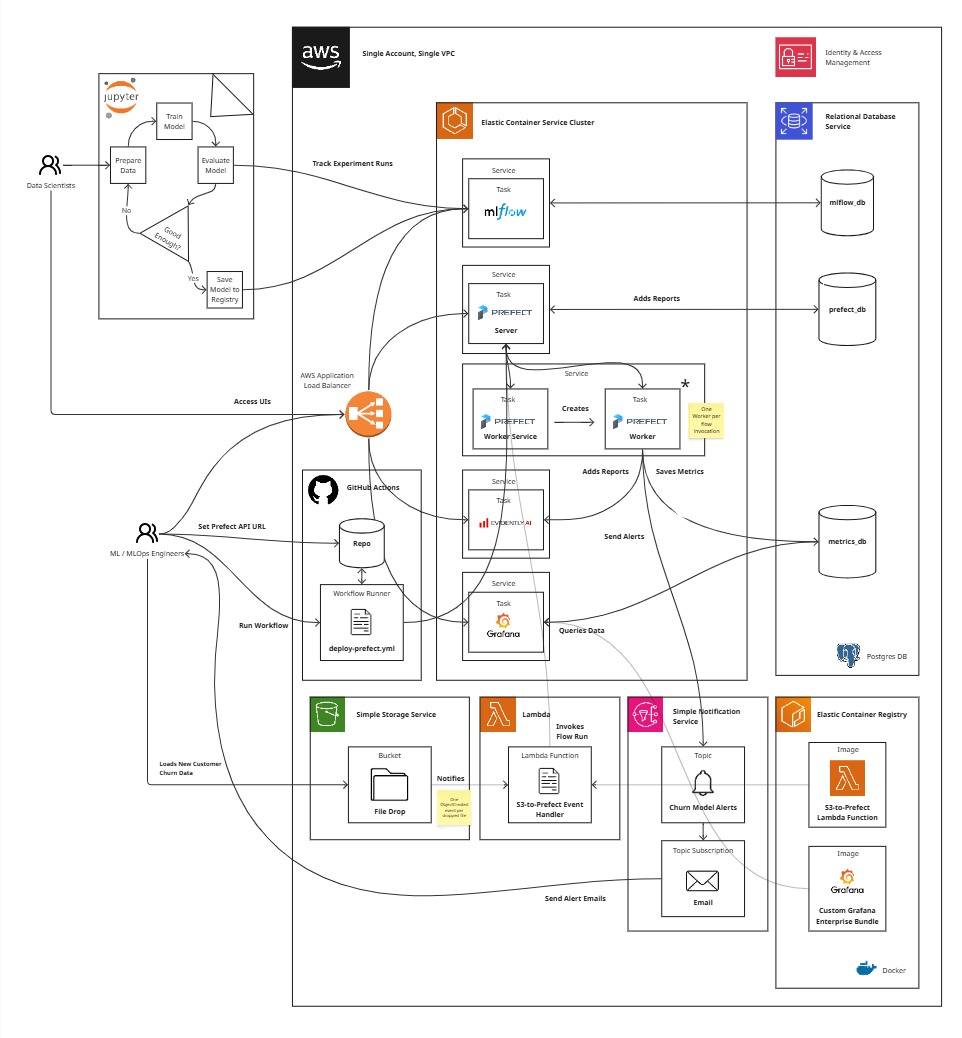 aws
Single Account, Single VPC
Identity & Access
Management
jupyter
Train
Model
Prepare
Data
Evaluate
Model
No
Good
Enough?
Yes
Save
Model to
Registry
Data Scientists
Track Experiment Runs
Elastic Container Service Cluster
Relational Database
Service
Service
Task
mlflow
mlflow_db
Service
Task
PREFECT
Server
Adds Reports
prefect_db
AWS Application
Load Balancer
Access UIs
Service
Task
PREFECT
Worker Service
Creates
Task
PREFECT
Worker
*
One
Worker per
flow
invocation
GitHub Actions
Repo
Workflow Runner
deploy-prefect.yml
Set Prefect API URL
ML / MLOps Engineers
Run Workflow
Service
Task
EVIDENTLY AI
Adds Reports
Saves Metrics
Send Alerts
metrics_db
Service
Task
Grafana
Queries Data
Postgres DB
Simple Storage Service
Bucket
File Drop
Loads New Customer
Churn Data
Notifies
One
ObjectCreated
event per
dropped file
Lambda
Invokes
Flow Run
Lambda Function
S3-to-Prefect Event
Handler
Simple Notification
Service
Topic
Churn Model Alerts
Topic Subscription
Email
Send Alert Emails
Elastic Container Registry
Image
S3-to-Prefect
Lambda Function
Image
Grafana
Custom Grafana
Enterprise Bundle
Docker